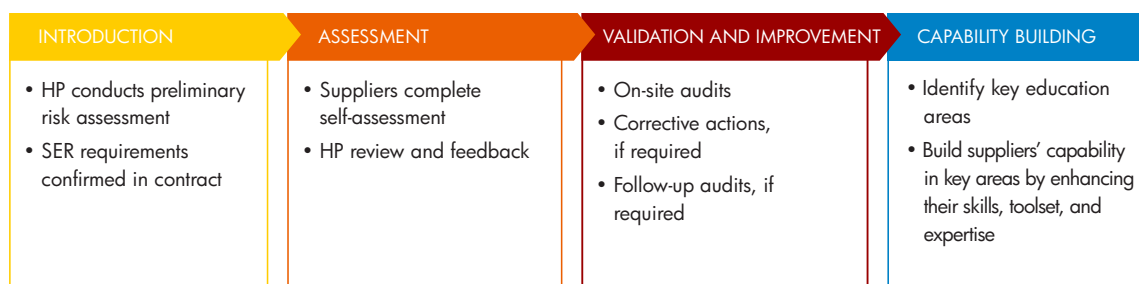 INTRODUCTION
• HP conducts preliminary
risk assessment
• SER requirements
confirmed in contract
ASSESSMENT
• Suppliers complete
self-assessment
• HP review and feedback
VALIDATION AND IMPROVEMENT
• On-site audits
• Corrective actions,
if required
• Follow-up audits, if
required
CAPABILITY BUILDING
• Identify key education
areas
• Build suppliers’ capability
in key areas by enhancing
their skills, toolset, and
expertise